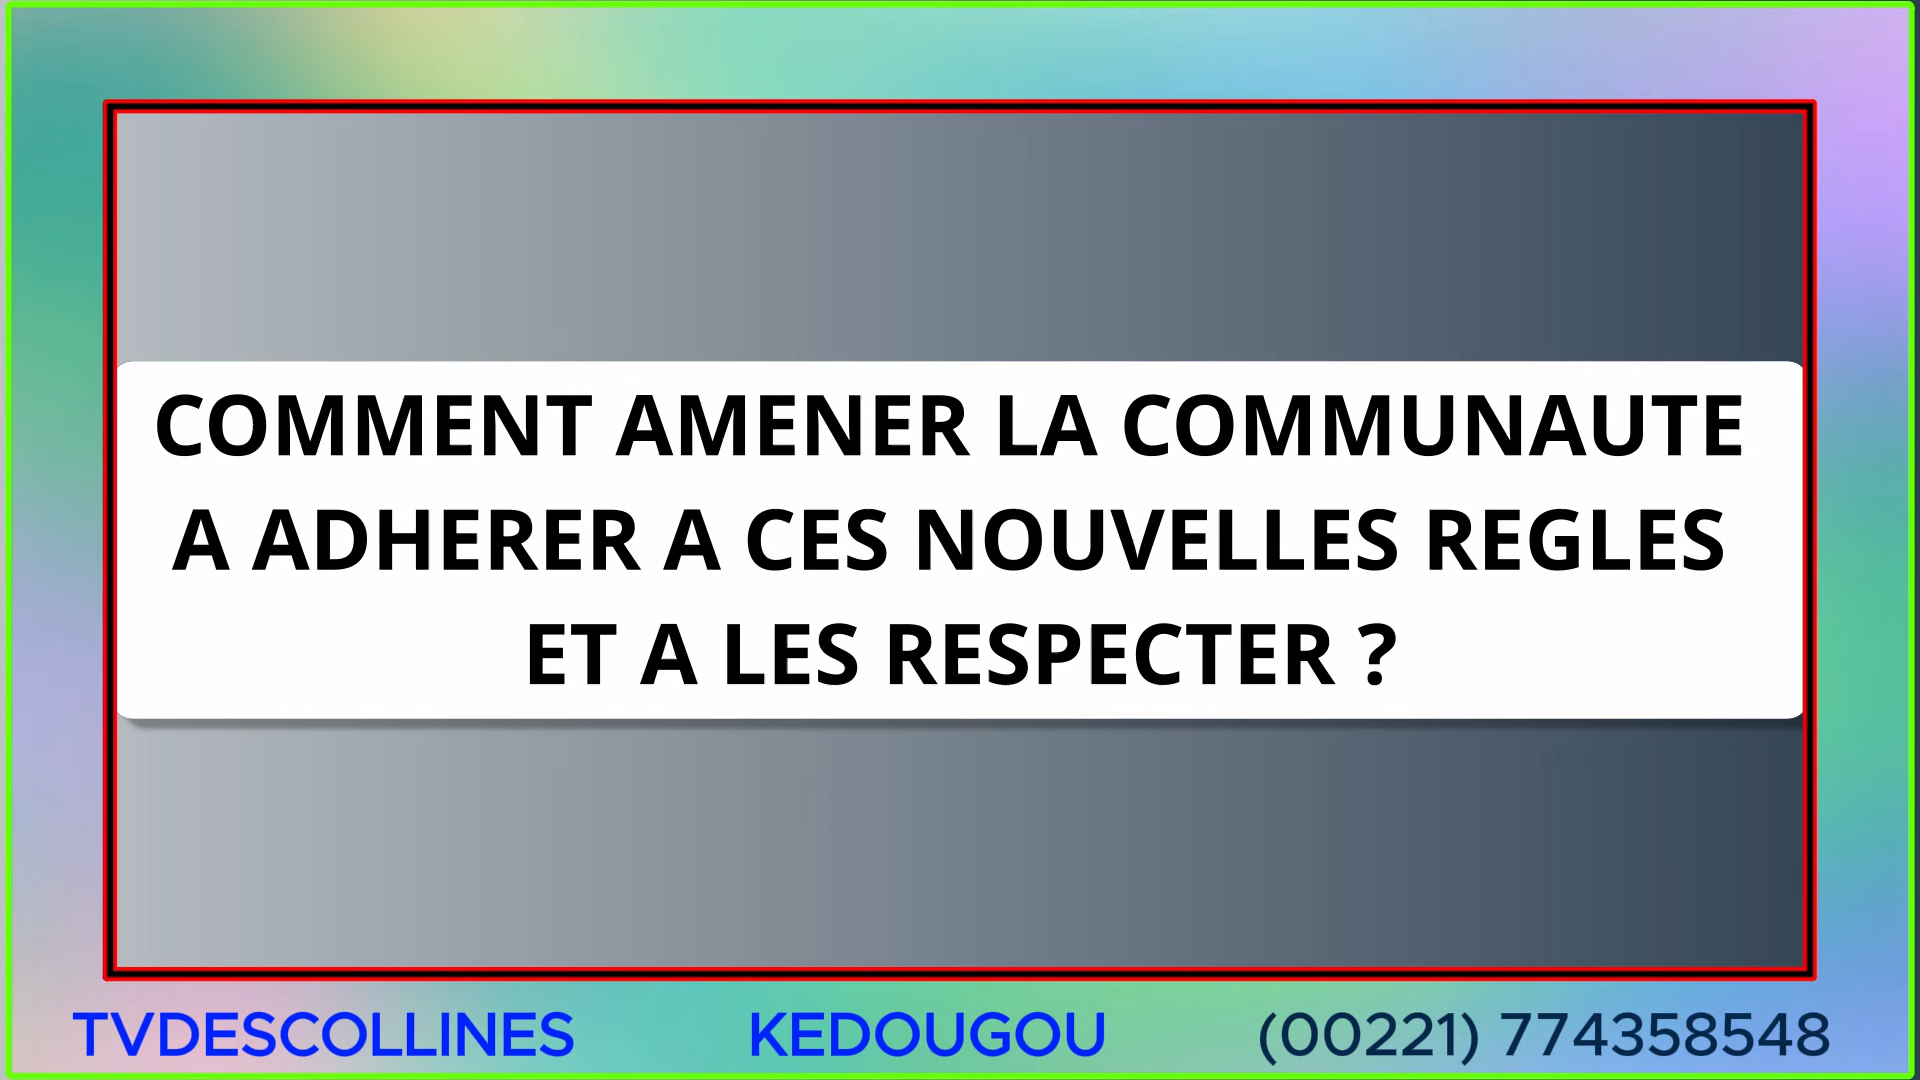 COMMENT AMENER LA COMMUNAUTE
A ADHERER A CES NOUVELLES REGLES
ET A LES RESPECTER ?
TVDESCOLLINES KEDOUGOU (00221) 774358548